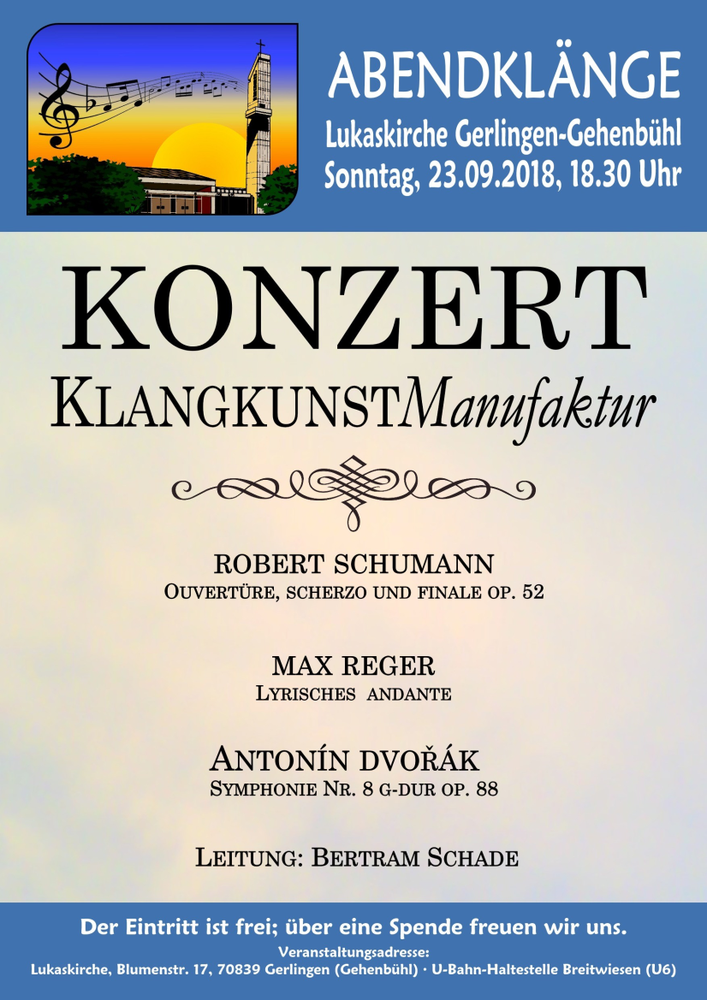 ABENDKLÄNGE
Lukaskirche Gerlingen-Gehenbühl
Sonntag, 23.09.2018, 18.30 Uhr
KONZERT
KLANGKUNSTManufaktur
ROBERT SCHUMANN
OUVERTÜRE, SCHERZO UND FINALE OP. 52
MAX REGER
LYRISCHES ANDANTE
ANTONÍN DVOŘÁK
SYMPHONIE NR. 8 G-DUR OP. 88
LEITUNG: BERTRAM SCHADE
Der Eintritt ist frei; über eine Spende freuen wir uns.
Veranstaltungsadresse:
Lukaskirche, Blumenstr. 17, 70839 Gerlingen (Gehenbühl) · U-Bahn-Haltestelle Breitwiesen (U6)